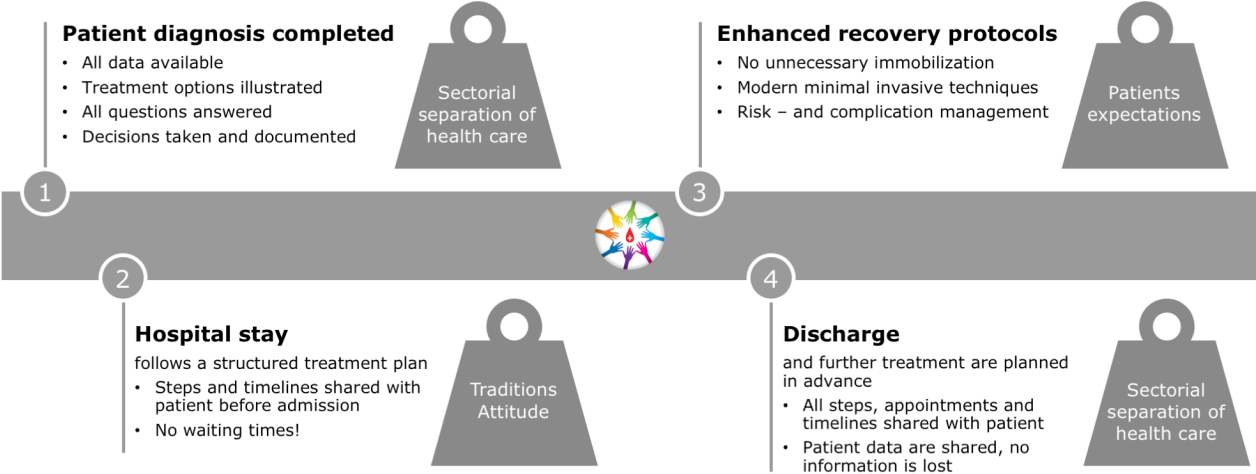 1
Patient diagnosis completed
• All data available
• Treatment options illustrated
• All questions answered
• Decisions taken and documented
Sectorial
separation of
health care
2
Hospital stay
follows a structured treatment plan
• Steps and timelines shared with
patient before admission
• No waiting times!
Traditions
Attitude
3
Enhanced recovery protocols
• No unnecessary immobilization
• Modern minimal invasive techniques
• Risk – and complication management
Patients
expectations
4
Discharge
and further treatment are planned
in advance
• All steps, appointments and
timelines shared with patient
• Patient data are shared, no
information is lost
Sectorial
separation of
health care